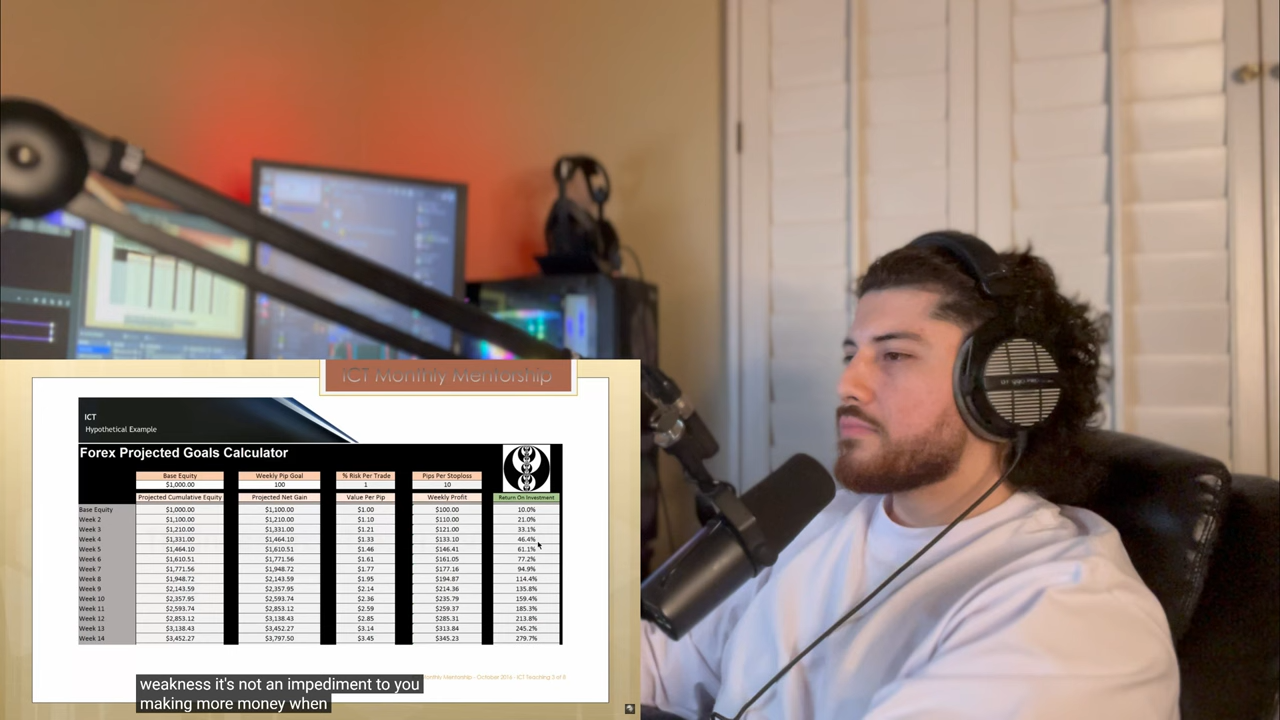 ICT Monthly Mentorship
ICT
Hypothetical Example
Forex Projected Goals Calculator
Base Equity Weekly Pip Goal % Risk Per Trade Pips Per Stoploss
$1,000.00 100 1 10
Projected Cumulative Equity Projected Net Gain Value Per Pip Weekly Profit Return On Investment
Base Equity $1,000.00 $1,100.00 $1.00 $100.00 10.0%
Week 2 $1,100.00 $1,210.00 $1.10 $110.00 21.0%
Week 3 $1,210.00 $1,331.00 $1.21 $121.00 33.1%
Week 4 $1,331.00 $1,464.10 $1.33 $133.10 46.4%
Week 5 $1,464.10 $1,610.51 $1.46 $146.41 61.1%
Week 6 $1,610.51 $1,771.56 $1.61 $161.05 77.2%
Week 7 $1,771.56 $1,948.72 $1.77 $177.16 94.9%
Week 8 $1,948.72 $2,143.59 $1.95 $194.87 114.4%
Week 9 $2,143.59 $2,357.95 $2.14 $214.36 135.8%
Week 10 $2,357.95 $2,593.74 $2.36 $235.79 159.4%
Week 11 $2,593.74 $2,853.12 $2.59 $259.37 185.3%
Week 12 $2,853.12 $3,138.43 $2.85 $285.31 213.8%
Week 13 $3,138.43 $3,452.27 $3.14 $313.84 245.2%
Week 14 $3,452.27 $3,797.50 $3.45 $345.23 279.7%
Monthly Mentorship - October 2016 - ICT Teaching 5 of 8
weakness it's not an impediment to you
making more money when